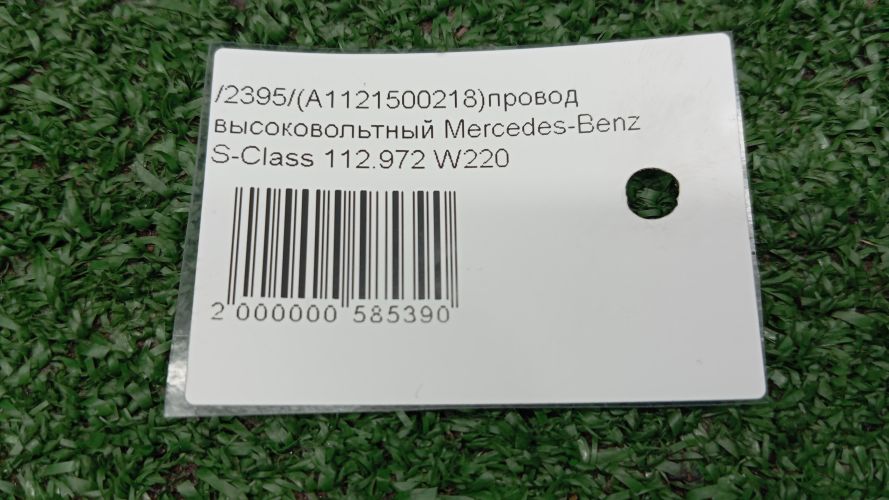 /2395/(A1121500218)провод
высоковольтный Mercedes-Benz
S-Class 112.972 W220
2 000000 585390